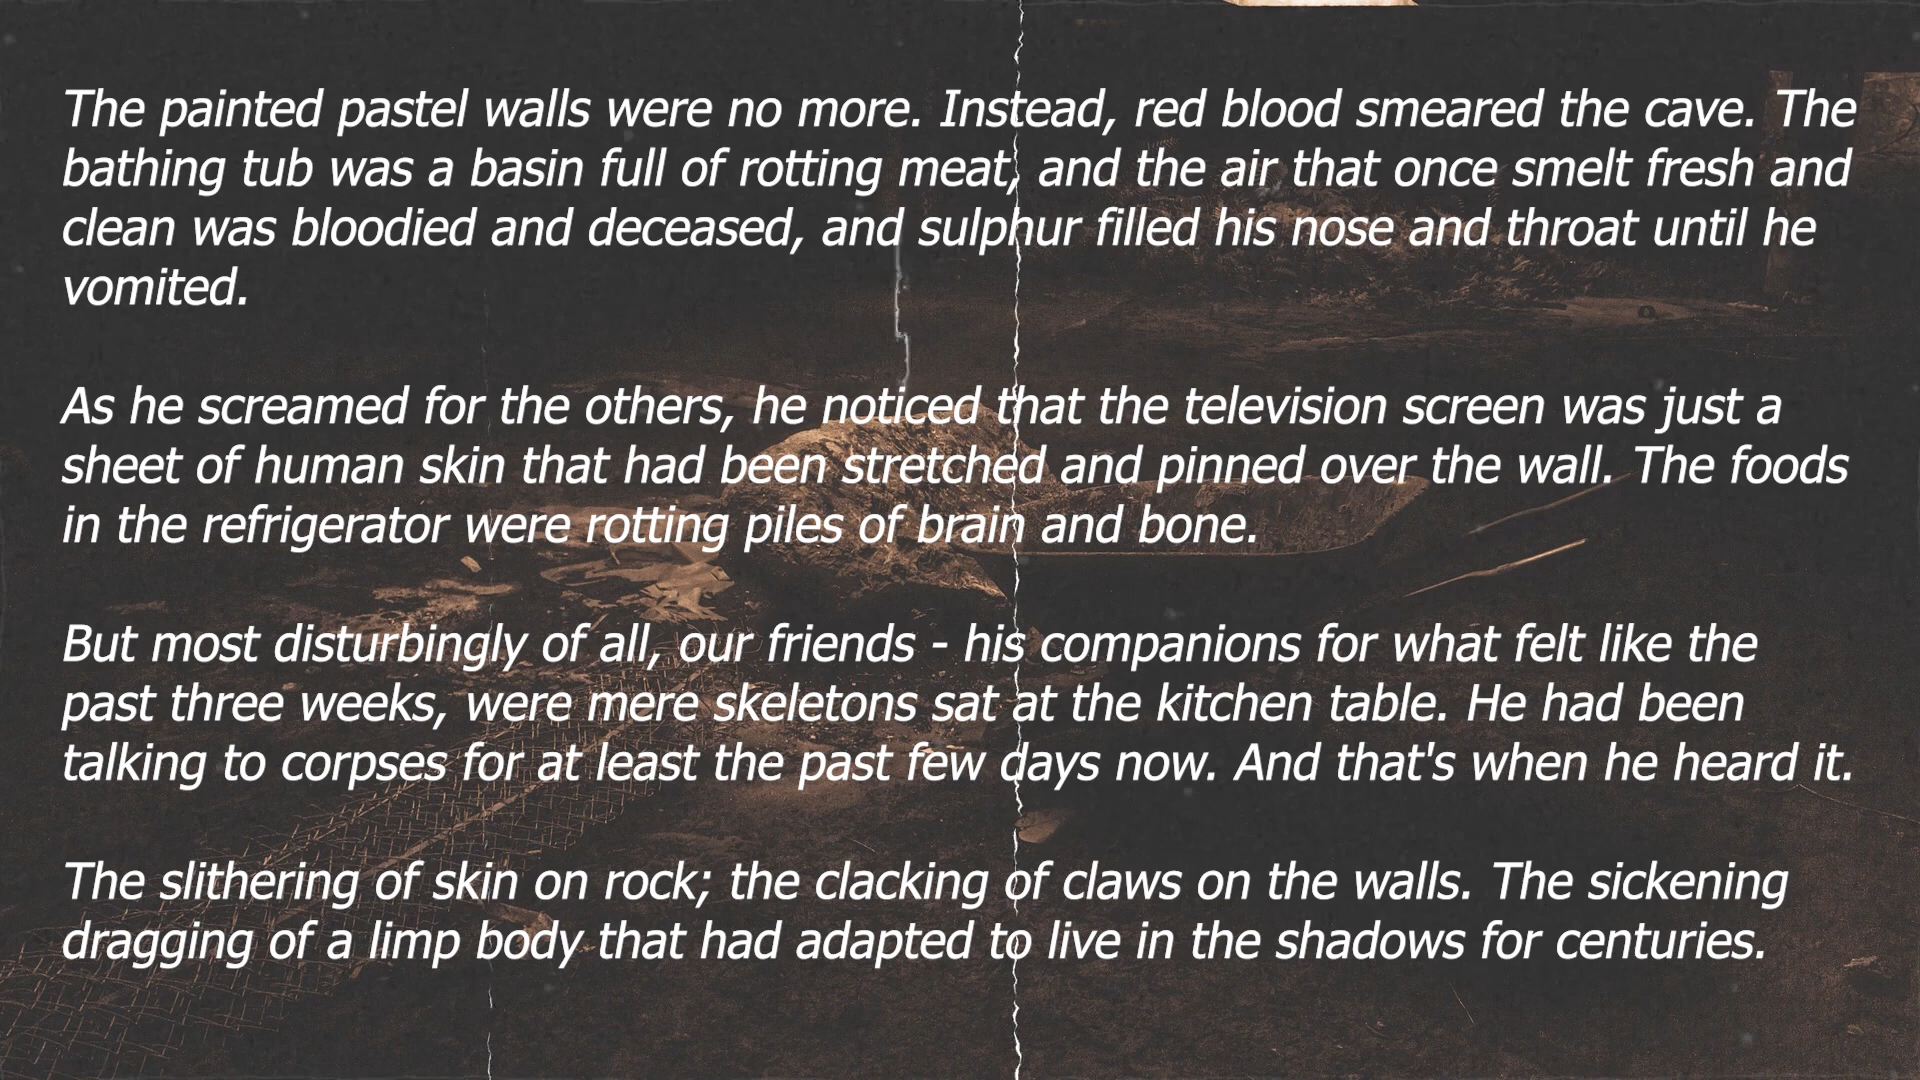 The painted pastel walls were no more. Instead, red blood smeared the cave. The
bathing tub was a basin full of rotting meat, and the air that once smelt fresh and
clean was bloodied and deceased, and sulphur filled his nose and throat until he
vomited.
As he screamed for the others, he noticed that the television screen was just a
sheet of human skin that had been stretched and pinned over the wall. The foods
in the refrigerator were rotting piles of brain and bone.
But most disturbingly of all, our friends - his companions for what felt like the
past three weeks, were mere skeletons sat at the kitchen table. He had been
talking to corpses for at least the past few days now. And that's when he heard it.
The slithering of skin on rock; the clacking of claws on the walls. The sickening
dragging of a limp body that had adapted to live in the shadows for centuries.